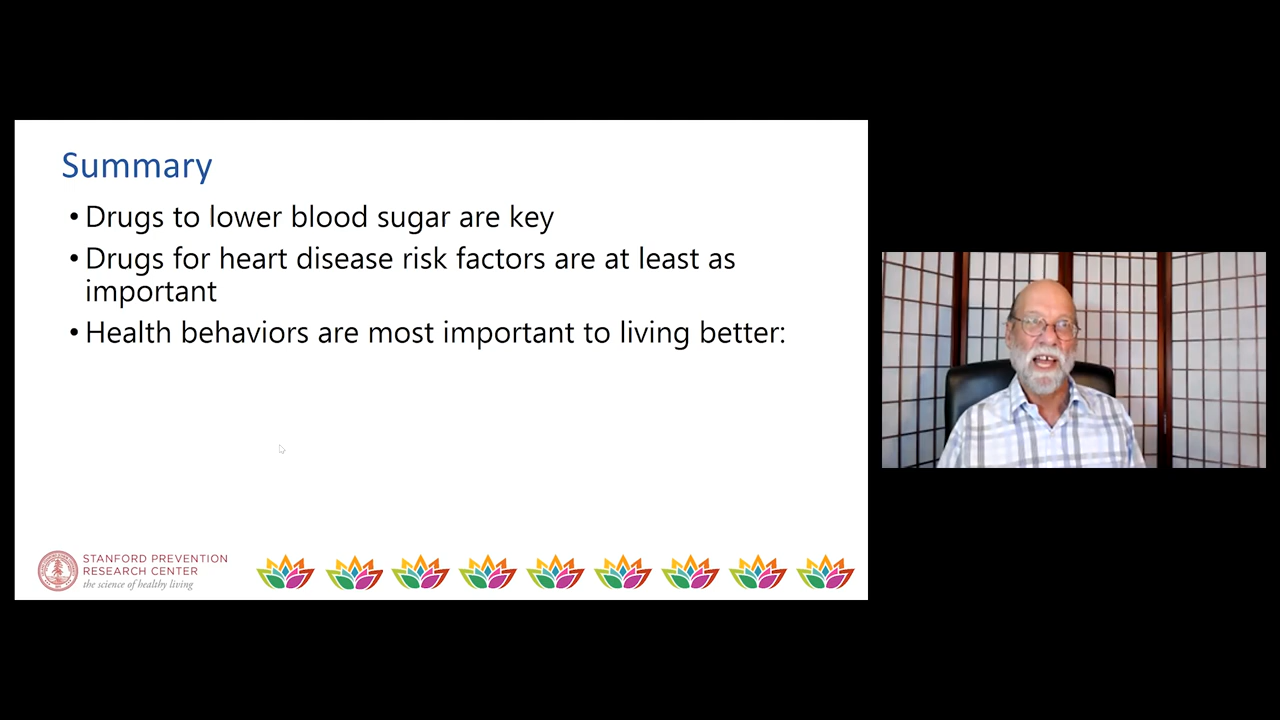 Summary
• Drugs to lower blood sugar are key
• Drugs for heart disease risk factors are at least as
important
• Health behaviors are most important to living better:
STANFORD PREVENTION
RESEARCH CENTER
the science of healthy living